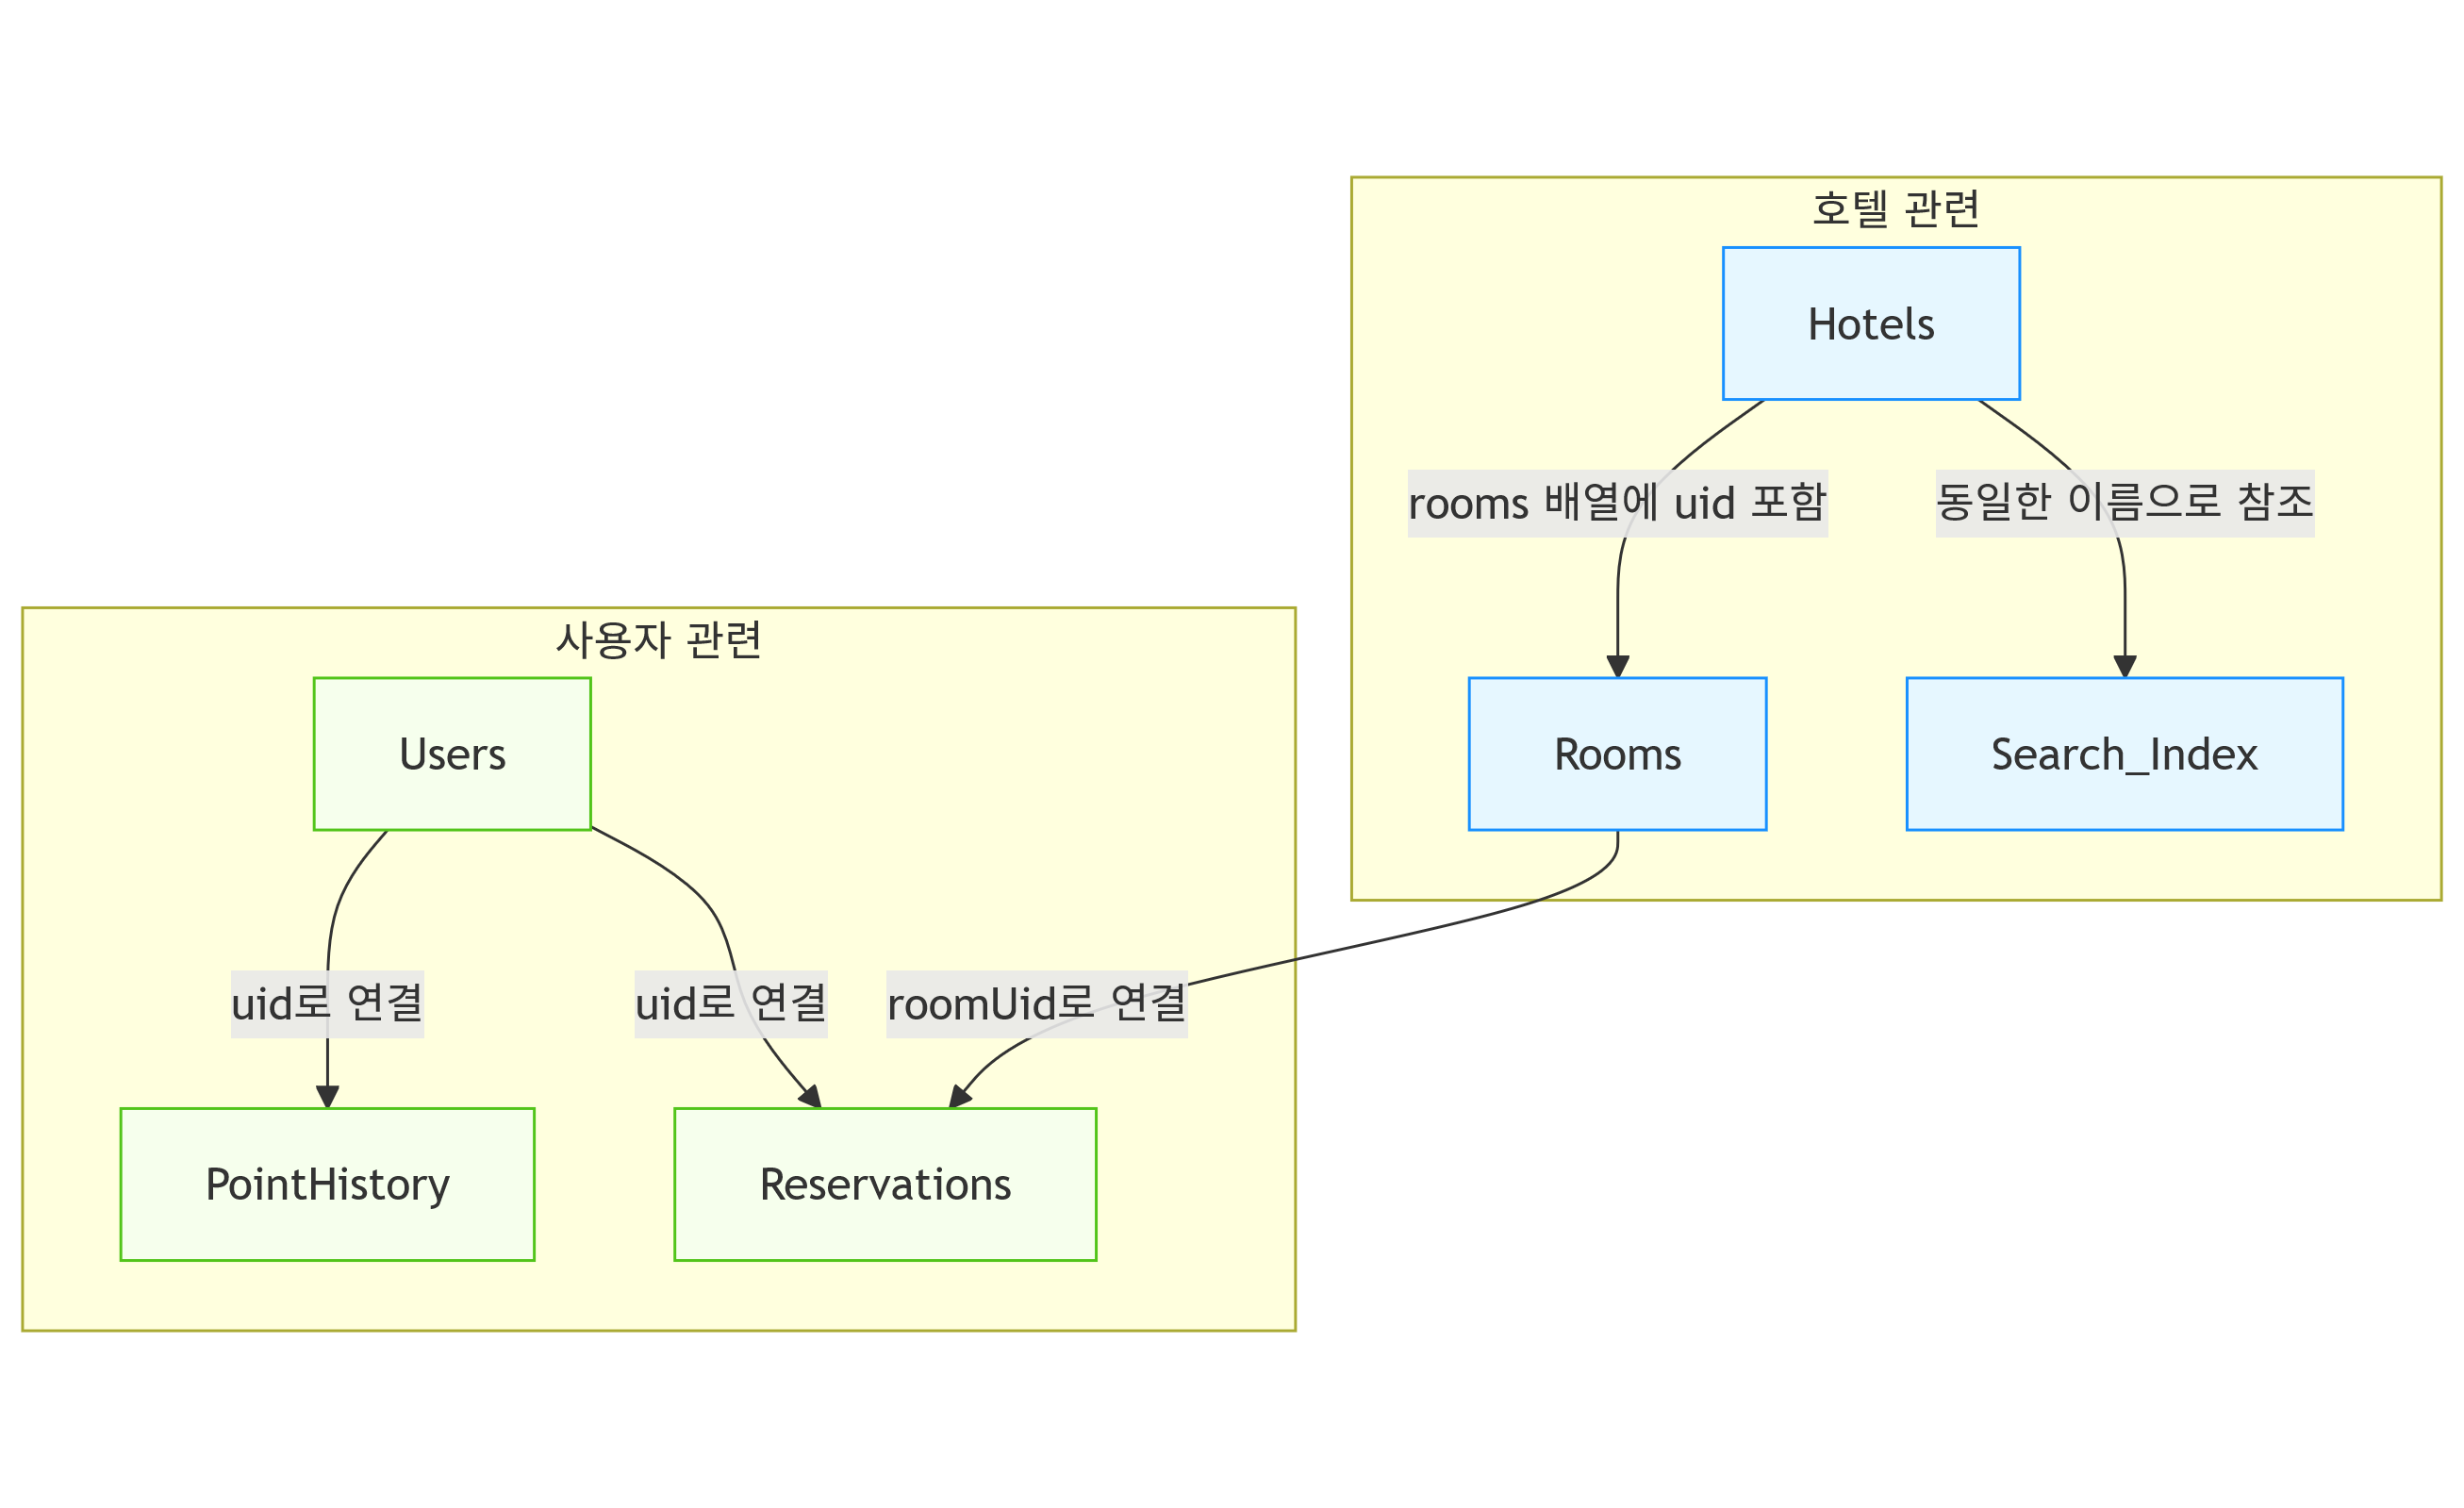 호텔 관련
Hotels
rooms 배열에 uid 포함
동일한 이름으로 참조
Rooms
Search_Index
사용자 관련
Users
uid로 연결
uid로 연결
roomUid로 연결
PointHistory
Reservations